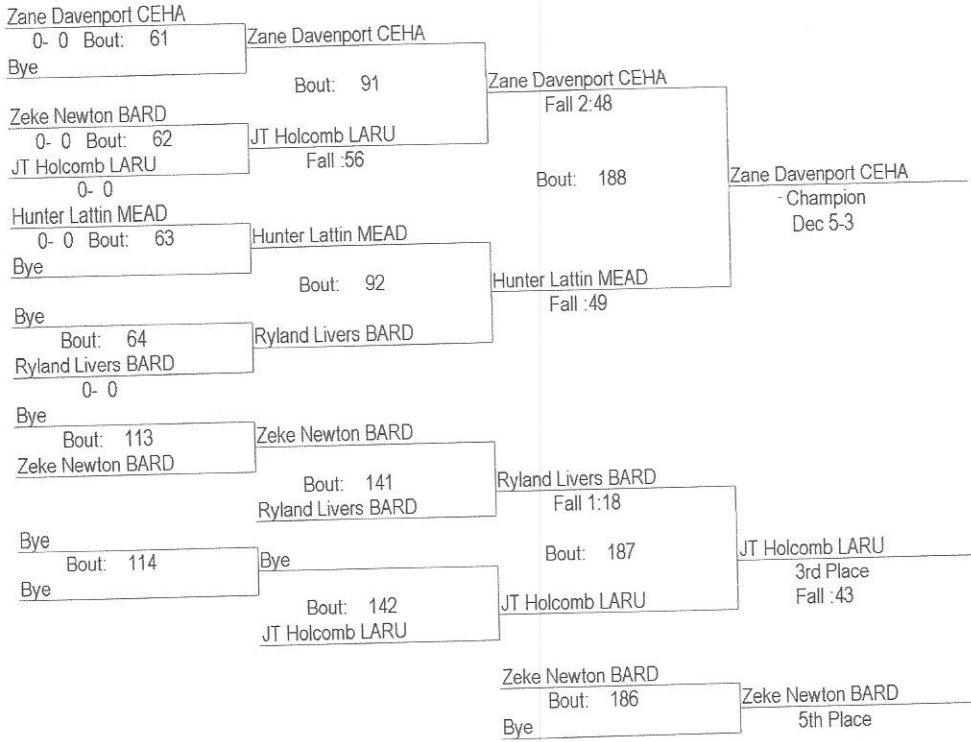 Zane Davenport CEHA
0- 0 Bout: 61
Bye
Zane Davenport CEHA
Bout: 91
Zeke Newton BARD
0- 0 Bout: 62
JT Holcomb LARU
0- 0
JT Holcomb LARU
Fall :56
Zane Davenport CEHA
Fall 2:48
Bout: 188
Hunter Lattin MEAD
0- 0 Bout: 63
Bye
Hunter Lattin MEAD
Bout: 92
Bye
Bout: 64
Ryland Livers BARD
0- 0
Ryland Livers BARD
Hunter Lattin MEAD
Fall :49
Zane Davenport CEHA
- Champion
Dec 5-3
Bye
Bout: 113
Zeke Newton BARD
Zeke Newton BARD
Bout: 141
Ryland Livers BARD
Ryland Livers BARD
Fall 1:18
Bout: 187
Bye
Bout: 114
Bye
Bye
Bout: 142
JT Holcomb LARU
JT Holcomb LARU
JT Holcomb LARU
3rd Place
Fall :43
Zeke Newton BARD
Bout: 186
Bye
Zeke Newton BARD
5th Place